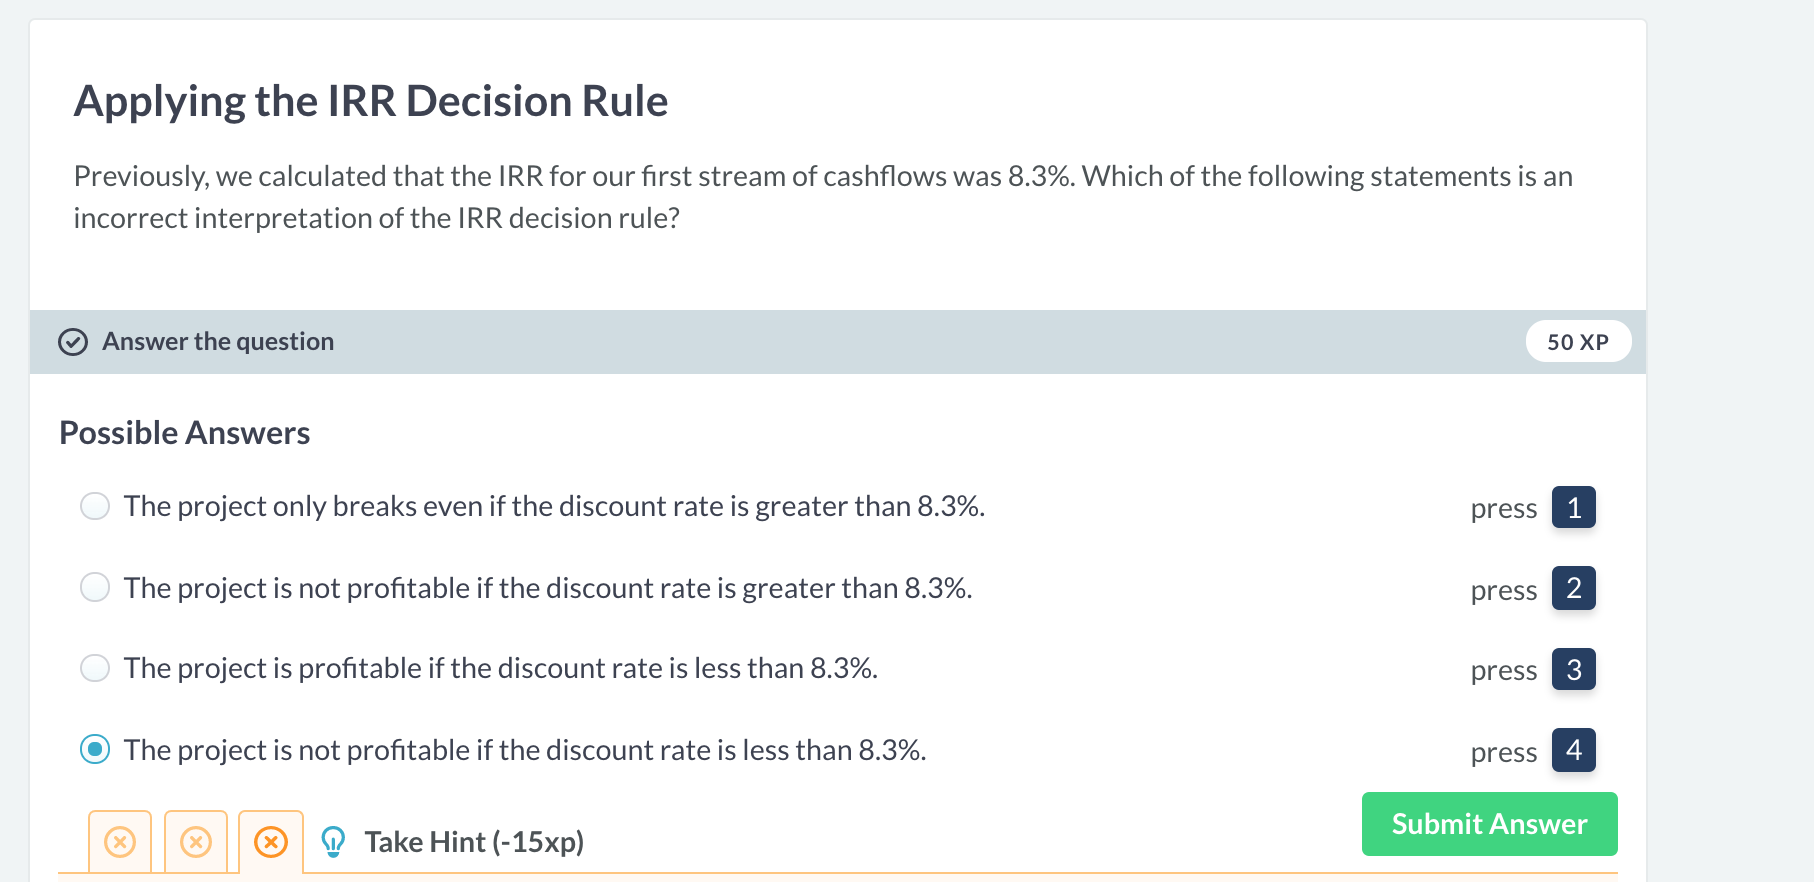 Applying the IRR Decision Rule
Previously, we calculated that the IRR for our first stream of cashflows was 8.3%. Which of the following statements is an
incorrect interpretation of the IRR decision rule?
Answer the question
50 XP
Possible Answers
The project only breaks even if the discount rate is greater than 8.3%.
press 1
The project is not profitable if the discount rate is greater than 8.3%.
press 2
The project is profitable if the discount rate is less than 8.3%.
press 3
The project is not profitable if the discount rate is less than 8.3%.
press 4
Take Hint (-15xp)
Submit Answer